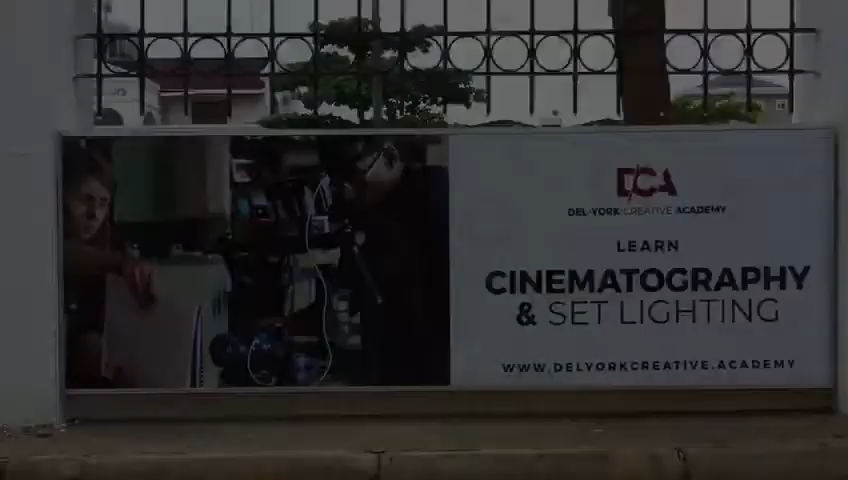 DCA
DEL-YORK CREATIVE ACADEMY
LEARN
CINEMATOGRAPHY
& SET LIGHTING
WWW.DELYORKCREATIVE.ACADEMY